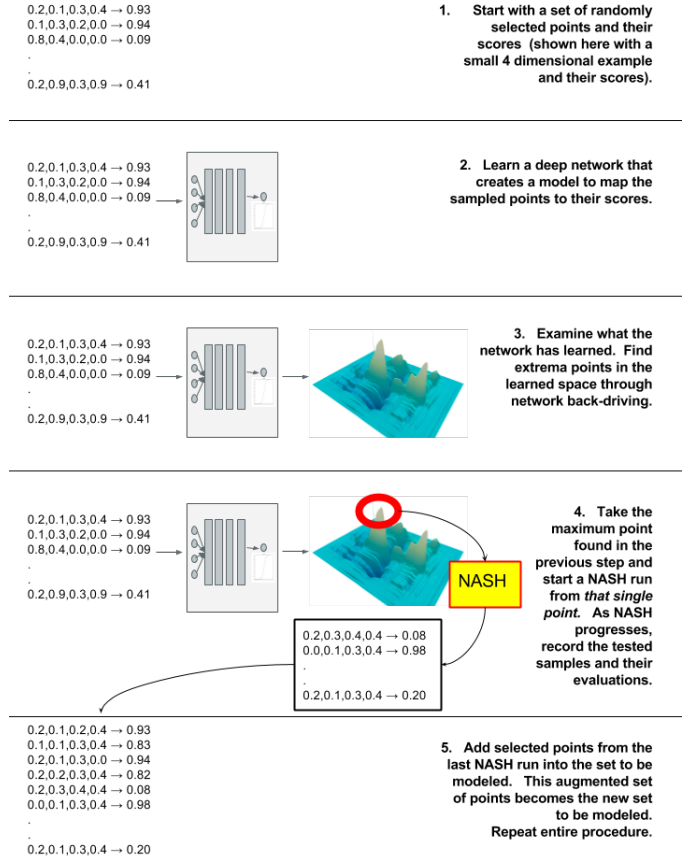 0.2,0.1,0.3,0.4 → 0.93
0.1,0.3,0.2,0.0 → 0.94
0.8,0.4,0.0,0.0 → 0.09
.
.
0.2,0.9,0.3,0.9 → 0.41
1. Start with a set of randomly
selected points and their
scores (shown here with a
small 4 dimensional example
and their scores).
0.2,0.1,0.3,0.4 → 0.93
0.1,0.3,0.2,0.0 → 0.94
0.8,0.4,0.0,0.0 → 0.09
.
.
0.2,0.9,0.3,0.9 → 0.41
2. Learn a deep network that
creates a model to map the
sampled points to their scores.
0.2,0.1,0.3,0.4 → 0.93
0.1,0.3,0.2,0.0 → 0.94
0.8,0.4,0.0,0.0 → 0.09
.
.
0.2,0.9,0.3,0.9 → 0.41
3. Examine what the
network has learned. Find
extrema points in the
learned space through
network back-driving.
0.2,0.1,0.3,0.4 → 0.93
0.1,0.3,0.2,0.0 → 0.94
0.8,0.4,0.0,0.0 → 0.09
.
.
0.2,0.9,0.3,0.9 → 0.41
NASH
0.2,0.3,0.4,0.4 → 0.08
0.0,0.1,0.3,0.4 → 0.98
.
.
0.2,0.1,0.3,0.4 → 0.20
4. Take the
maximum point
found in the
previous step and
start a NASH run
from that single
point. As NASH
progresses,
record the tested
samples and their
evaluations.
0.2,0.1,0.2,0.4 → 0.93
0.1,0.1,0.3,0.4 → 0.83
0.2,0.1,0.3,0.0 → 0.94
0.2,0.2,0.3,0.4 → 0.82
0.2,0.3,0.4,0.4 → 0.08
0.0,0.1,0.3,0.4 → 0.98
.
.
0.2,0.1,0.3,0.4 → 0.20
5. Add selected points from the
last NASH run into the set to be
modeled. This augmented set
of points becomes the new set
to be modeled.
Repeat entire procedure.